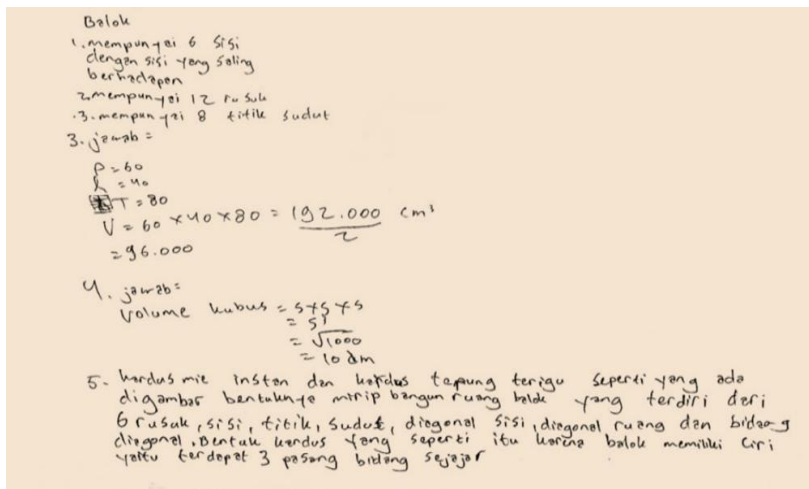 Balok
1. mempunyai 6 sisi
dengan sisi yang saling
berhadapan
2. mempunyai 12 rusuk
3. mempunyai 8 titik sudut
3. jawab =
P = 60
l = 40
T = 80
V = 60 x 40 x 80 = 192.000 cm³
2
= 96.000
4. jawab =
Volume kubus = s x s x s
= s³
= √1000
= 10 dm
5. kardus mie instan dan kardus tepung terigu seperti yang ada
digambar bentuknya mirip bangun ruang balok yang terdiri dari
6 rusuk, sisi, titik, sudut, diagonal sisi, diagonal ruang dan bidang
diagonal, Bentuk kardus yang seperti itu karena balok memiliki ciri
yaitu terdapat 3 pasang bidang sejajar